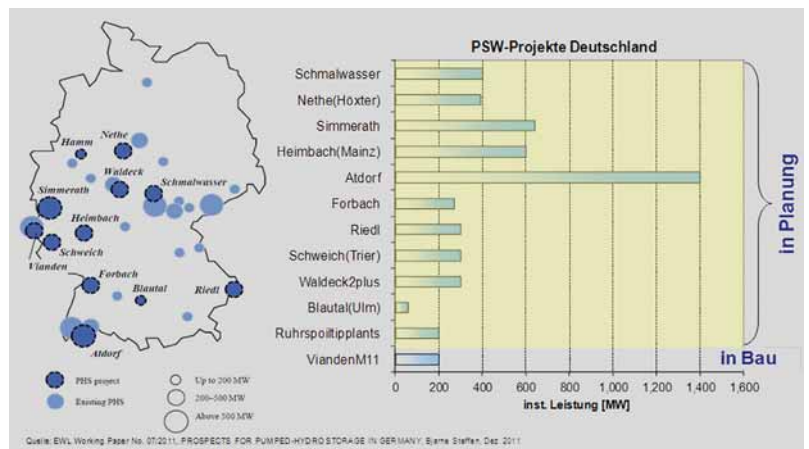 PSW-Projekte Deutschland
Hamm
Nethe
Waldeck
Schmalwasser
Simmerath
Heimbach
Schweich
Vianden
Forbach
Blautal
Riedl
Atdorf
PHS project
Existing PHS
Up to 200 MW
200–500 MW
Above 500 MW
Schmalwasser
Nethe(Höxter)
Simmerath
Heimbach(Mainz)
Atdorf
Forbach
Riedl
Schweich(Trier)
Waldeck2plus
Blautal(Ulm)
Ruhrspoiltipplants
ViandenM11
0 200 400 600 800 1,000 1,200 1,400 1,600
inst. Leistung [MW]
in Planung
in Bau
Quelle: EWL Working Paper No. 07/2011, PROSPECTS FOR PUMPED-HYDRO STORAGE IN GERMANY, Bjarne Steffen, Dez. 2011